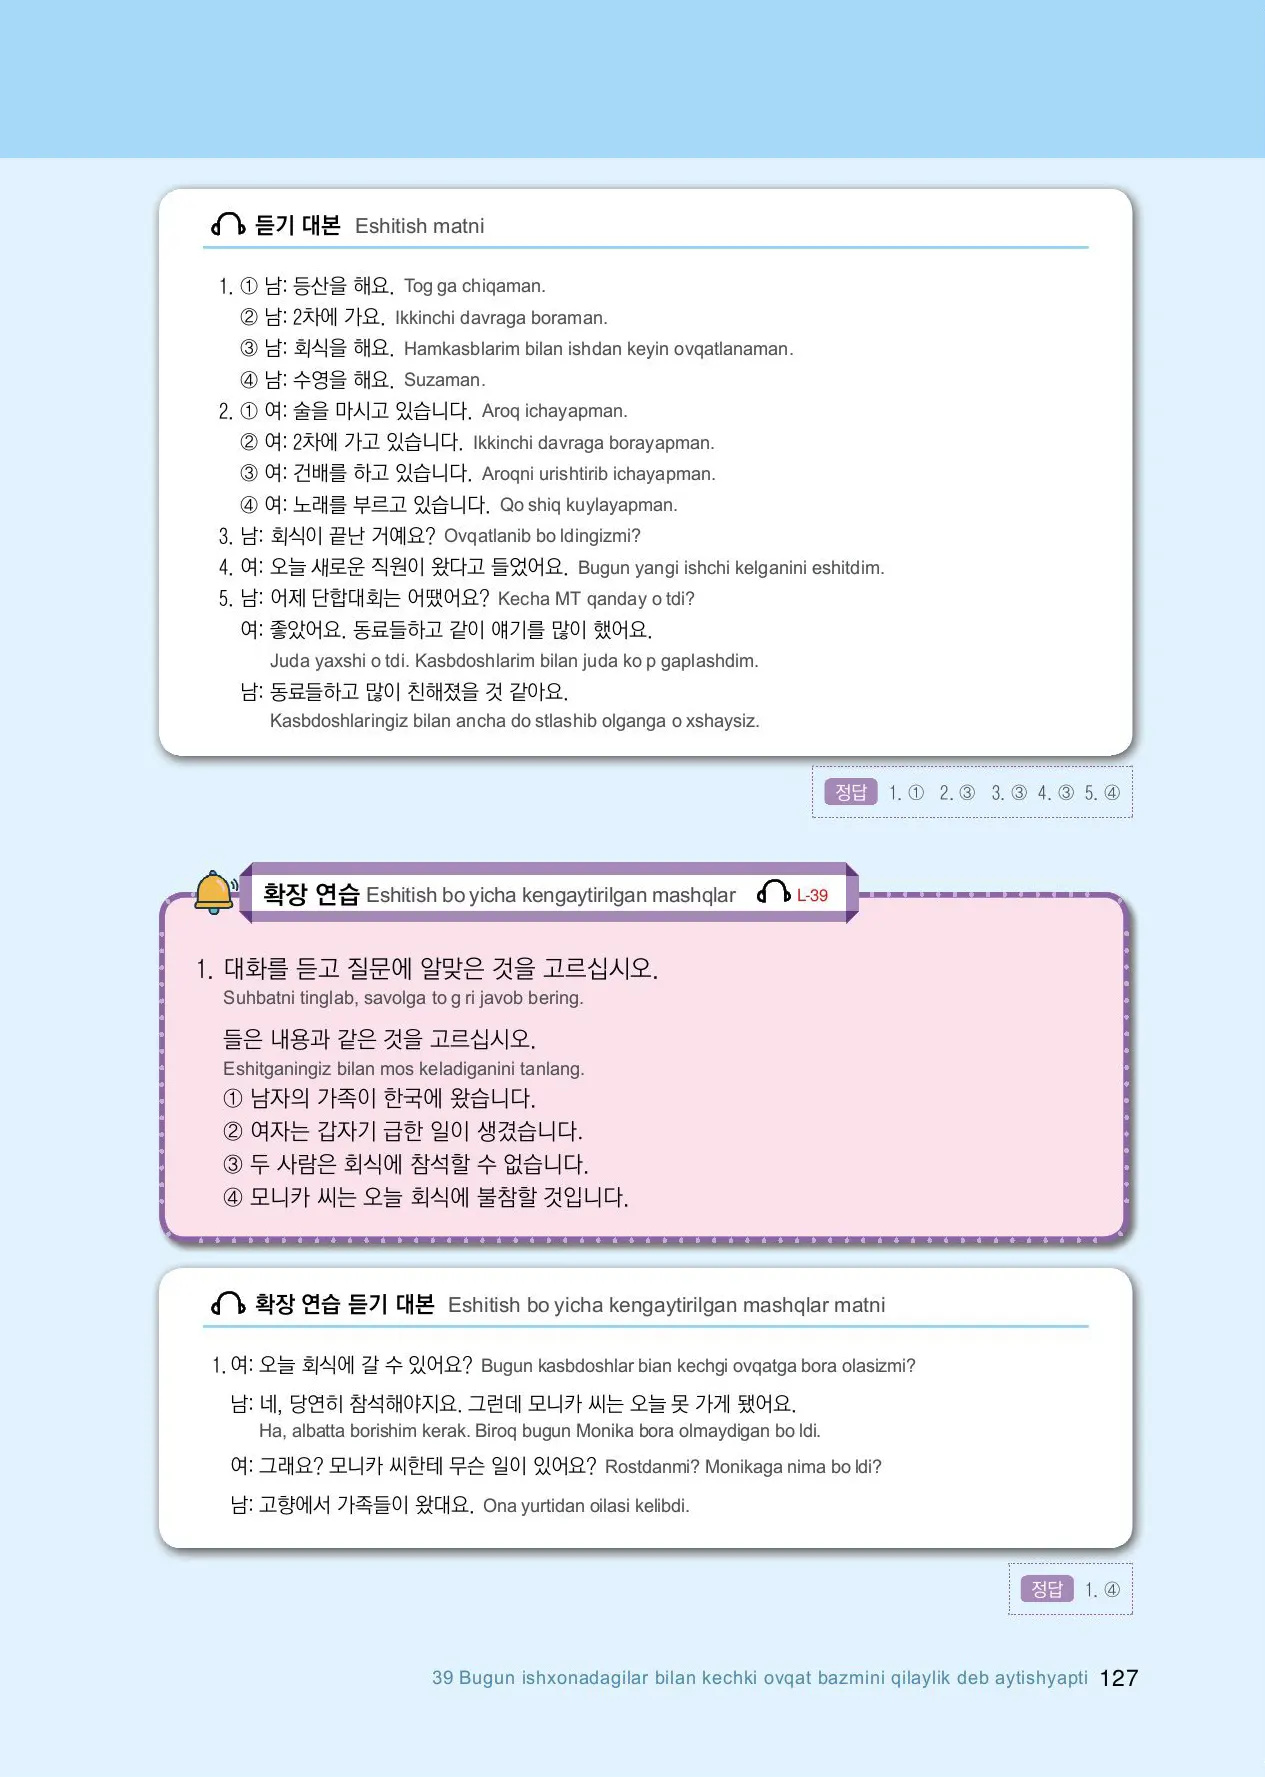 듣기 대본 Eshitish matni
1. ① 남: 등산을 해요. Tog ga chiqaman.
② 남: 2차에 가요. Ikkinchi davraga boraman.
③ 남: 회식을 해요. Hamkasblarim bilan ishdan keyin ovqatlanaman.
④ 남: 수영을 해요. Suzaman.
2. ① 여: 술을 마시고 있습니다. Aroq ichayapman.
② 여: 2차에 가고 있습니다. Ikkinchi davraga borayapman.
③ 여: 건배를 하고 있습니다. Aroqni urishtirib ichayapman.
④ 여: 노래를 부르고 있습니다. Qo shiq kuylayapman.
3. 남: 회식이 끝난 거예요? Ovqatlanib bo ldingizmi?
4. 여: 오늘 새로운 직원이 왔다고 들었어요. Bugun yangi ishchi kelganini eshitdim.
5. 남: 어제 단합대회는 어땠어요? Kecha MT qanday o tdi?
여: 좋았어요. 동료들하고 같이 얘기를 많이 했어요.
Juda yaxshi o tdi. Kasbdoshlarim bilan juda ko p gaplashdim.
남: 동료들하고 많이 친해졌을 것 같아요.
Kasbdoshlaringiz bilan ancha do stlashib olganga o xshaysiz.
정답 1. ① 2. ③ 3. ③ 4. ③ 5. ④
확장 연습 Eshitish bo yicha kengaytirilgan mashqlar L-39
1. 대화를 듣고 질문에 알맞은 것을 고르십시오.
Suhbatni tinglab, savolga to g ri javob bering.
들은 내용과 같은 것을 고르십시오.
Eshitganingiz bilan mos keladiganini tanlang.
① 남자의 가족이 한국에 왔습니다.
② 여자는 갑자기 급한 일이 생겼습니다.
③ 두 사람은 회식에 참석할 수 없습니다.
④ 모니카 씨는 오늘 회식에 불참할 것입니다.
확장 연습 듣기 대본 Eshitish bo yicha kengaytirilgan mashqlar matni
1. 여: 오늘 회식에 갈 수 있어요? Bugun kasbdoshlar bian kechgi ovqatga bora olasizmi?
남: 네, 당연히 참석해야지요. 그런데 모니카 씨는 오늘 못 가게 됐어요.
Ha, albatta borishim kerak. Biroq bugun Monika bora olmaydigan bo ldi.
여: 그래요? 모니카 씨한테 무슨 일이 있어요? Rostdanmi? Monikaga nima bo ldi?
남: 고향에서 가족들이 왔대요. Ona yurtidan oilasi kelibdi.
정답 1. ④
39 Bugun ishxonadagilar bilan kechki ovqat bazmini qilaylik deb aytishyapti 127